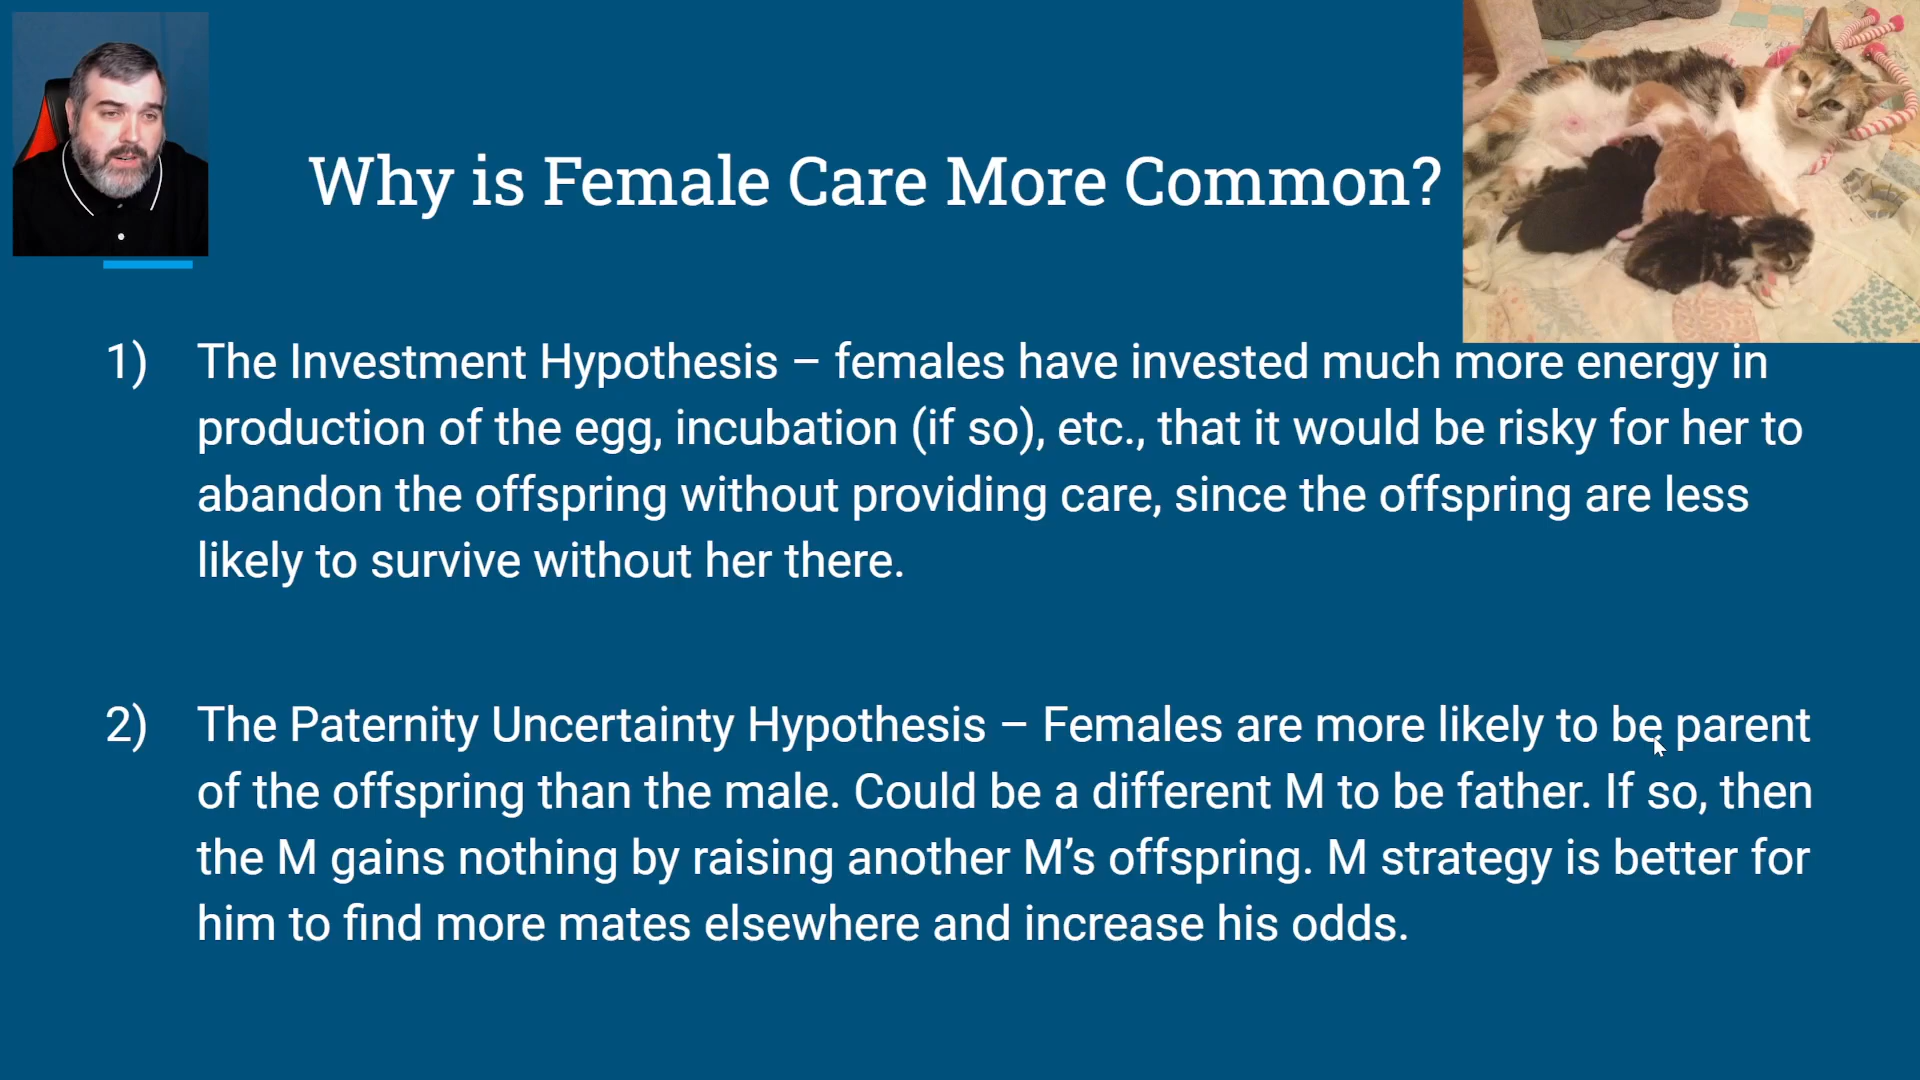 Why is Female Care More Common?
1) The Investment Hypothesis – females have invested much more energy in
production of the egg, incubation (if so), etc., that it would be risky for her to
abandon the offspring without providing care, since the offspring are less
likely to survive without her there.
2) The Paternity Uncertainty Hypothesis – Females are more likely to be parent
of the offspring than the male. Could be a different M to be father. If so, then
the M gains nothing by raising another M’s offspring. M strategy is better for
him to find more mates elsewhere and increase his odds.